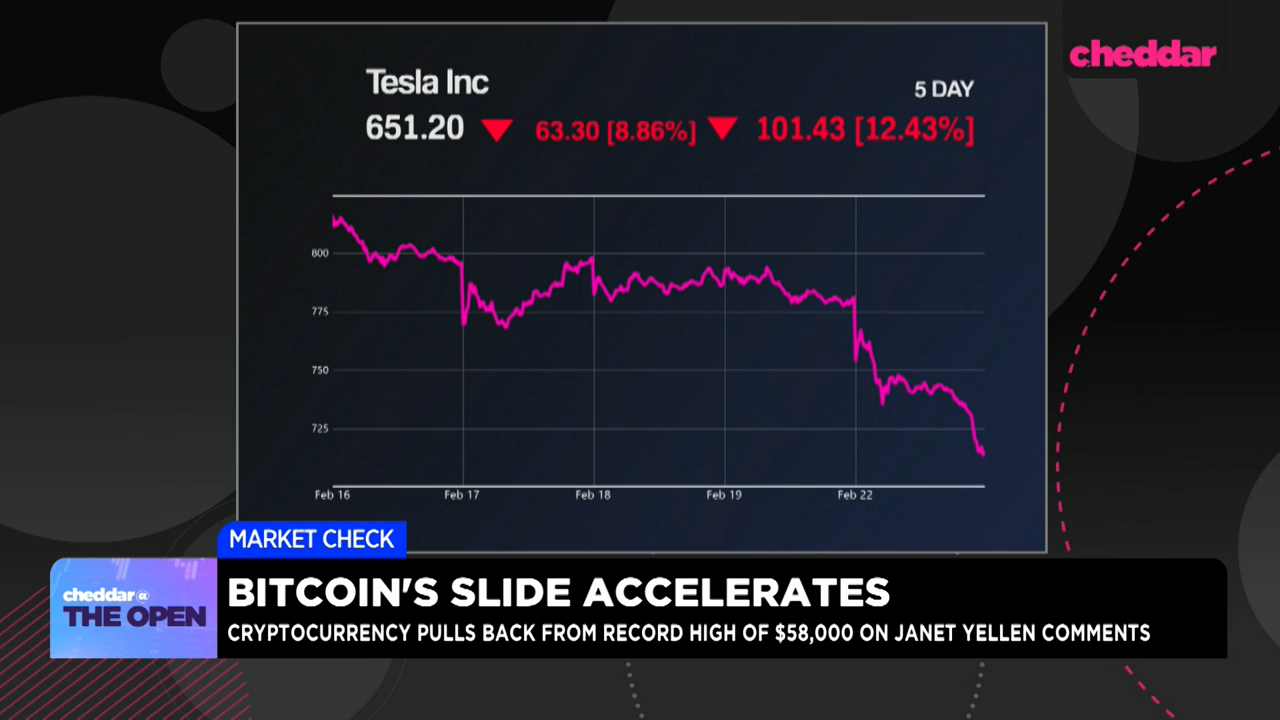 cheddar
Tesla Inc
5 DAY
651.20 ▼ 63.30 [8.86%] ▼ 101.43 [12.43%]
800
775
750
725
Feb 16 Feb 17 Feb 18 Feb 19 Feb 22
MARKET CHECK
cheddar@
THE OPEN
BITCOIN'S SLIDE ACCELERATES
CRYPTOCURRENCY PULLS BACK FROM RECORD HIGH OF $58,000 ON JANET YELLEN COMMENTS